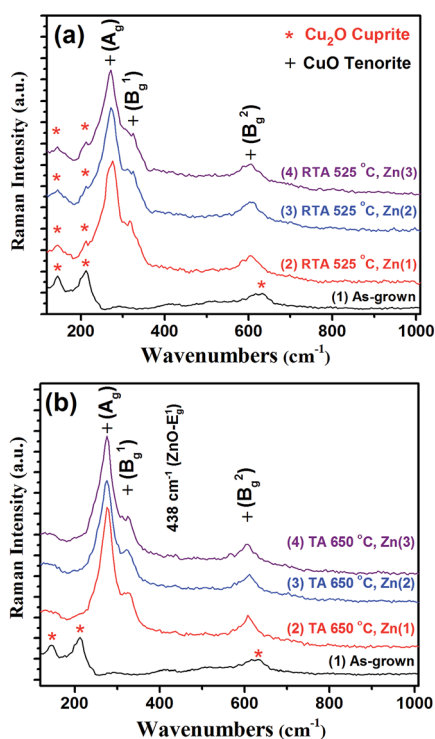 (a)
+ (Ag)
* Cu2O Cuprite
+ CuO Tenorite
+ (Bg1)
+ (Bg2)
* *
* *
* *
* *
*
(4) RTA 525 °C, Zn(3)
(3) RTA 525 °C, Zn(2)
(2) RTA 525 °C, Zn(1)
(1) As-grown
Raman Intensity (a.u.)
200 400 600 800 1000
Wavenumbers (cm-1)
(b)
+ (Ag)
+ (Bg1)
438 cm-1 (ZnO-Eg1)
+ (Bg2)
(4) TA 650 °C, Zn(3)
(3) TA 650 °C, Zn(2)
(2) TA 650 °C, Zn(1)
* *
*
(1) As-grown
Raman Intensity (a.u.)
200 400 600 800 1000
Wavenumbers (cm-1)